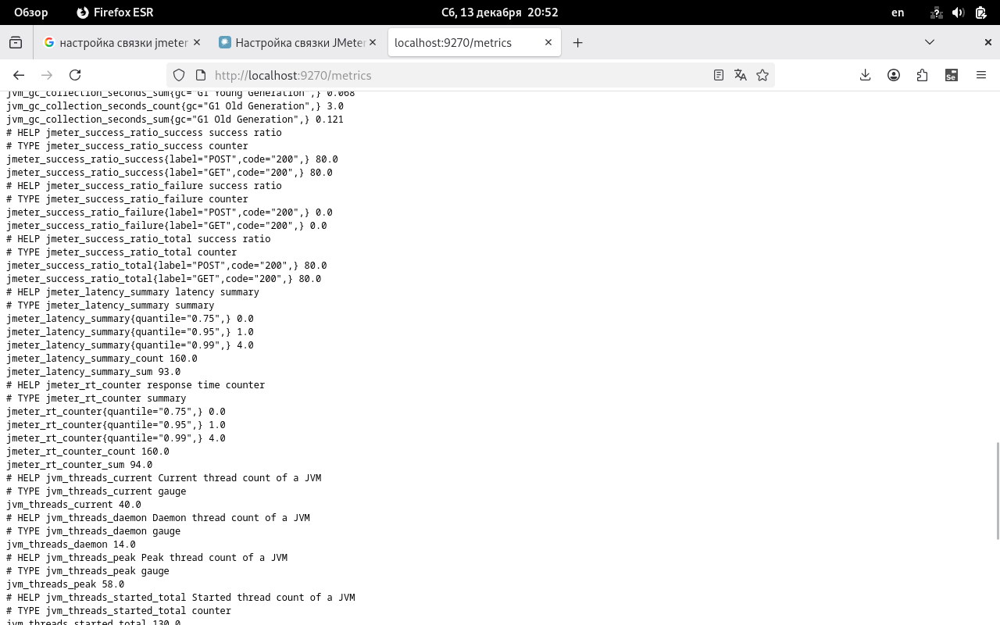 Обзор
Firefox ESR
Сб, 13 декабря 20:52
en
настройка связки jmeter
Настройка связки JMete
localhost:9270/metrics
http://localhost:9270/metrics
Se
jvm_gc_collection_seconds_sum{gc="G1 Young Generation",} 0.068
jvm_gc_collection_seconds_count{gc="G1 Old Generation",} 3.0
jvm_gc_collection_seconds_sum{gc="G1 Old Generation",} 0.121
# HELP jmeter_success_ratio_success success ratio
# TYPE jmeter_success_ratio_success counter
jmeter_success_ratio_success{label="POST",code="200",} 80.0
jmeter_success_ratio_success{label="GET",code="200",} 80.0
# HELP jmeter_success_ratio_failure success ratio
# TYPE jmeter_success_ratio_failure counter
jmeter_success_ratio_failure{label="POST",code="200",} 0.0
jmeter_success_ratio_failure{label="GET",code="200",} 0.0
# HELP jmeter_success_ratio_total success ratio
# TYPE jmeter_success_ratio_total counter
jmeter_success_ratio_total{label="POST",code="200",} 80.0
jmeter_success_ratio_total{label="GET",code="200",} 80.0
# HELP jmeter_latency_summary latency summary
# TYPE jmeter_latency_summary summary
jmeter_latency_summary{quantile="0.75",} 0.0
jmeter_latency_summary{quantile="0.95",} 1.0
jmeter_latency_summary{quantile="0.99",} 4.0
jmeter_latency_summary_count 160.0
jmeter_latency_summary_sum 93.0
# HELP jmeter_rt_counter response time counter
# TYPE jmeter_rt_counter summary
jmeter_rt_counter{quantile="0.75",} 0.0
jmeter_rt_counter{quantile="0.95",} 1.0
jmeter_rt_counter{quantile="0.99",} 4.0
jmeter_rt_counter_count 160.0
jmeter_rt_counter_sum 94.0
# HELP jvm_threads_current Current thread count of a JVM
# TYPE jvm_threads_current gauge
jvm_threads_current 40.0
# HELP jvm_threads_daemon Daemon thread count of a JVM
# TYPE jvm_threads_daemon gauge
jvm_threads_daemon 14.0
# HELP jvm_threads_peak Peak thread count of a JVM
# TYPE jvm_threads_peak gauge
jvm_threads_peak 58.0
# HELP jvm_threads_started_total Started thread count of a JVM
# TYPE jvm_threads_started_total counter
jvm_threads_started_total 130.0